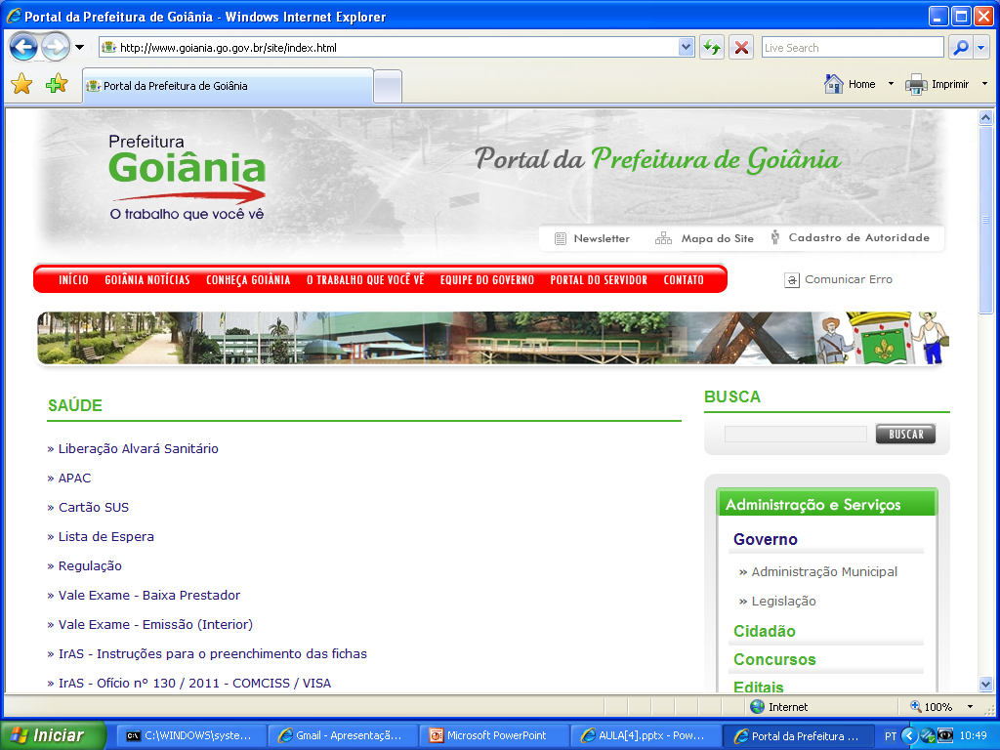 Portal da Prefeitura de Goiânia - Windows Internet Explorer
http://www.goiania.go.gov.br/site/index.html
Live Search
Portal da Prefeitura de Goiânia
Home
Imprimir
Prefeitura
Goiânia
O trabalho que você vê
Portal da Prefeitura de Goiânia
Newsletter
Mapa do Site
Cadastro de Autoridade
INÍCIO GOIÂNIA NOTÍCIAS CONHEÇA GOIÂNIA O TRABALHO QUE VOCÊ VÊ EQUIPE DO GOVERNO PORTAL DO SERVIDOR CONTATO
Comunicar Erro
SAÚDE
» Liberação Alvará Sanitário
» APAC
» Cartão SUS
» Lista de Espera
» Regulação
» Vale Exame - Baixa Prestador
» Vale Exame - Emissão (Interior)
» IrAS - Instruções para o preenchimento das fichas
» IrAS - Ofício nº 130 / 2011 - COMCISS / VISA
BUSCA
BUSCAR
Administração e Serviços
Governo
» Administração Municipal
» Legislação
Cidadão
Concursos
Editais
Internet
100%
Iniciar
C:\WINDOWS\syste...
Gmail - Apresentaçã...
Microsoft PowerPoint
AULA[4].pptx - Pow...
Portal da Prefeitura ...
PT
10:49